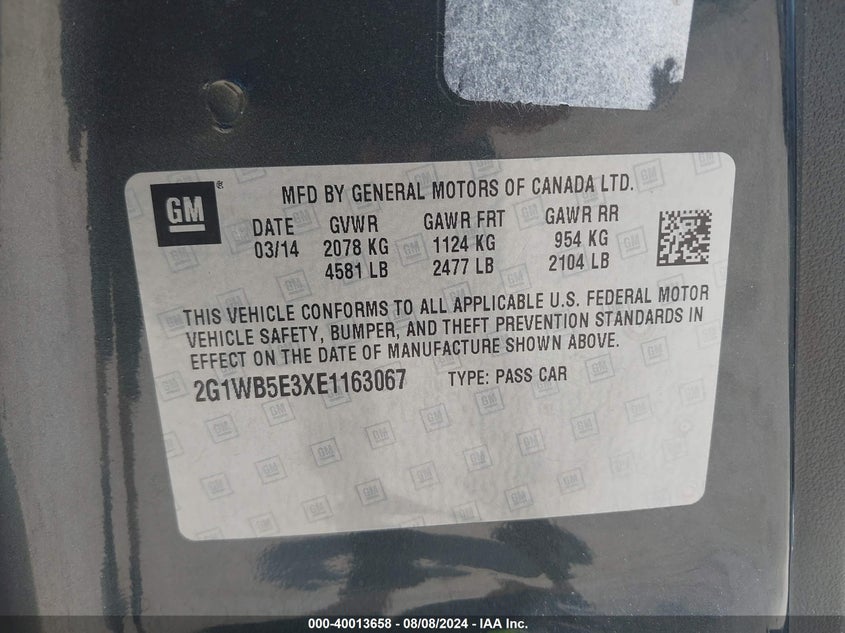 GM ®
MFD BY GENERAL MOTORS OF CANADA LTD.
DATE GVWR GAWR FRT GAWR RR
03/14 2078 KG 1124 KG 954 KG
4581 LB 2477 LB 2104 LB
THIS VEHICLE CONFORMS TO ALL APPLICABLE U.S. FEDERAL MOTOR
VEHICLE SAFETY, BUMPER, AND THEFT PREVENTION STANDARDS IN
EFFECT ON THE DATE OF MANUFACTURE SHOWN ABOVE.
2G1WB5E3XE1163067 TYPE: PASS CAR
000-40013658 - 08/08/2024 - IAA Inc.